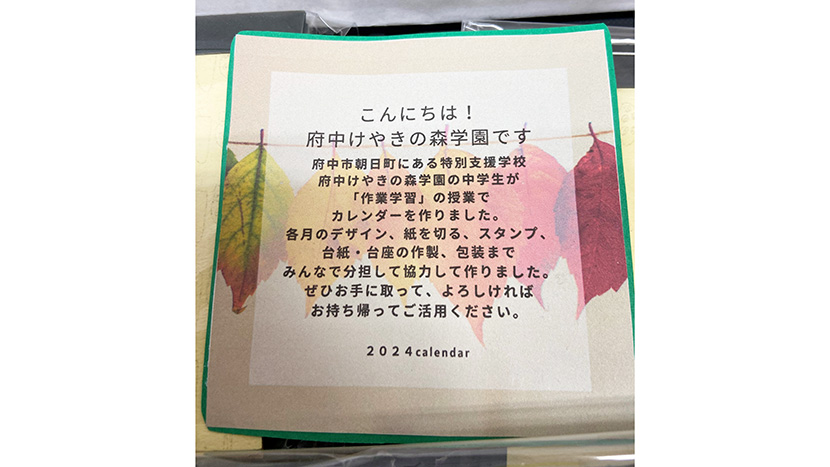 こんにちは！
府中けやきの森学園です
府中市朝日町にある特別支援学校
府中けやきの森学園の中学生が
「作業学習」の授業で
カレンダーを作りました。
各月のデザイン、紙を切る、スタンプ、
台紙・台座の作製、包装まで
みんなで分担して協力して作りました。
ぜひお手に取って、よろしければ
お持ち帰ってご活用ください。
２０２４calendar